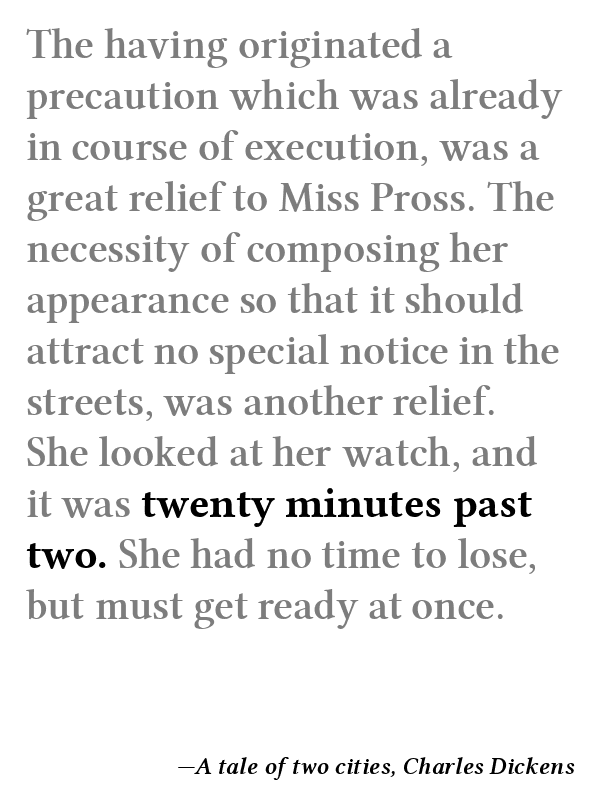 The having originated a
precaution which was already
in course of execution, was a
great relief to Miss Pross. The
necessity of composing her
appearance so that it should
attract no special notice in the
streets, was another relief.
She looked at her watch, and
it was twenty minutes past
two. She had no time to lose,
but must get ready at once.
—A tale of two cities, Charles Dickens